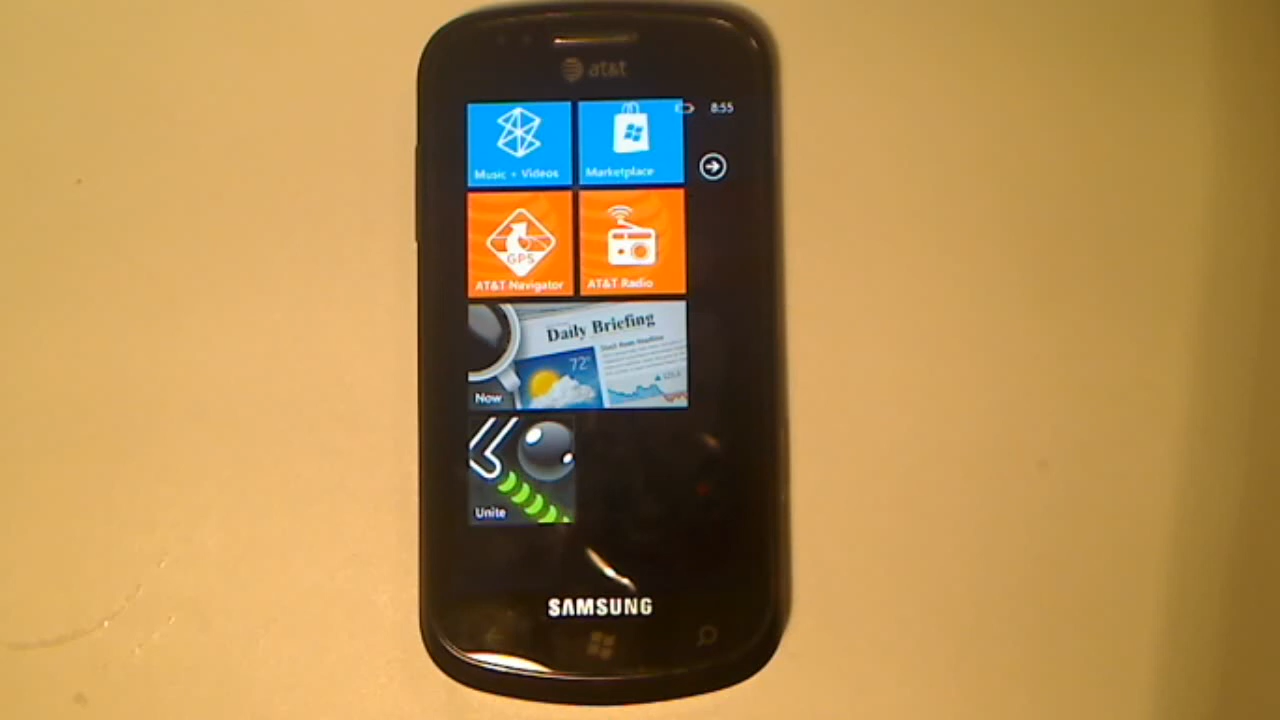 at&t
8:55
Music + Videos
Marketplace
GPS
AT&T Navigator
AT&T Radio
Daily Briefing
72°
Now
Unite
SAMSUNG